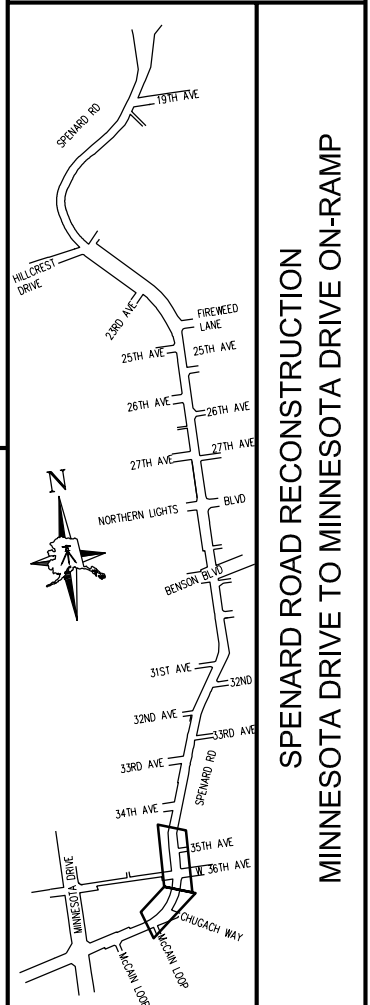 19TH AVE
SPENARD RD
HILLCREST
DRIVE
23RD AVE
FIREWEED
LANE
25TH AVE
25TH AVE
26TH AVE
26TH AVE
27TH AVE
27TH AVE
N
NORTHERN LIGHTS
BLVD
BENSON BLVD
31ST AVE
32ND
32ND AVE
33RD AVE
33RD AVE
SPENARD RD
34TH AVE
35TH AVE
W 36TH AVE
MINNESOTA DRIVE
CHUGACH WAY
McCAIN LOOP
McCAIN LOOP
SPENARD ROAD RECONSTRUCTION
MINNESOTA DRIVE TO MINNESOTA DRIVE ON-RAMP